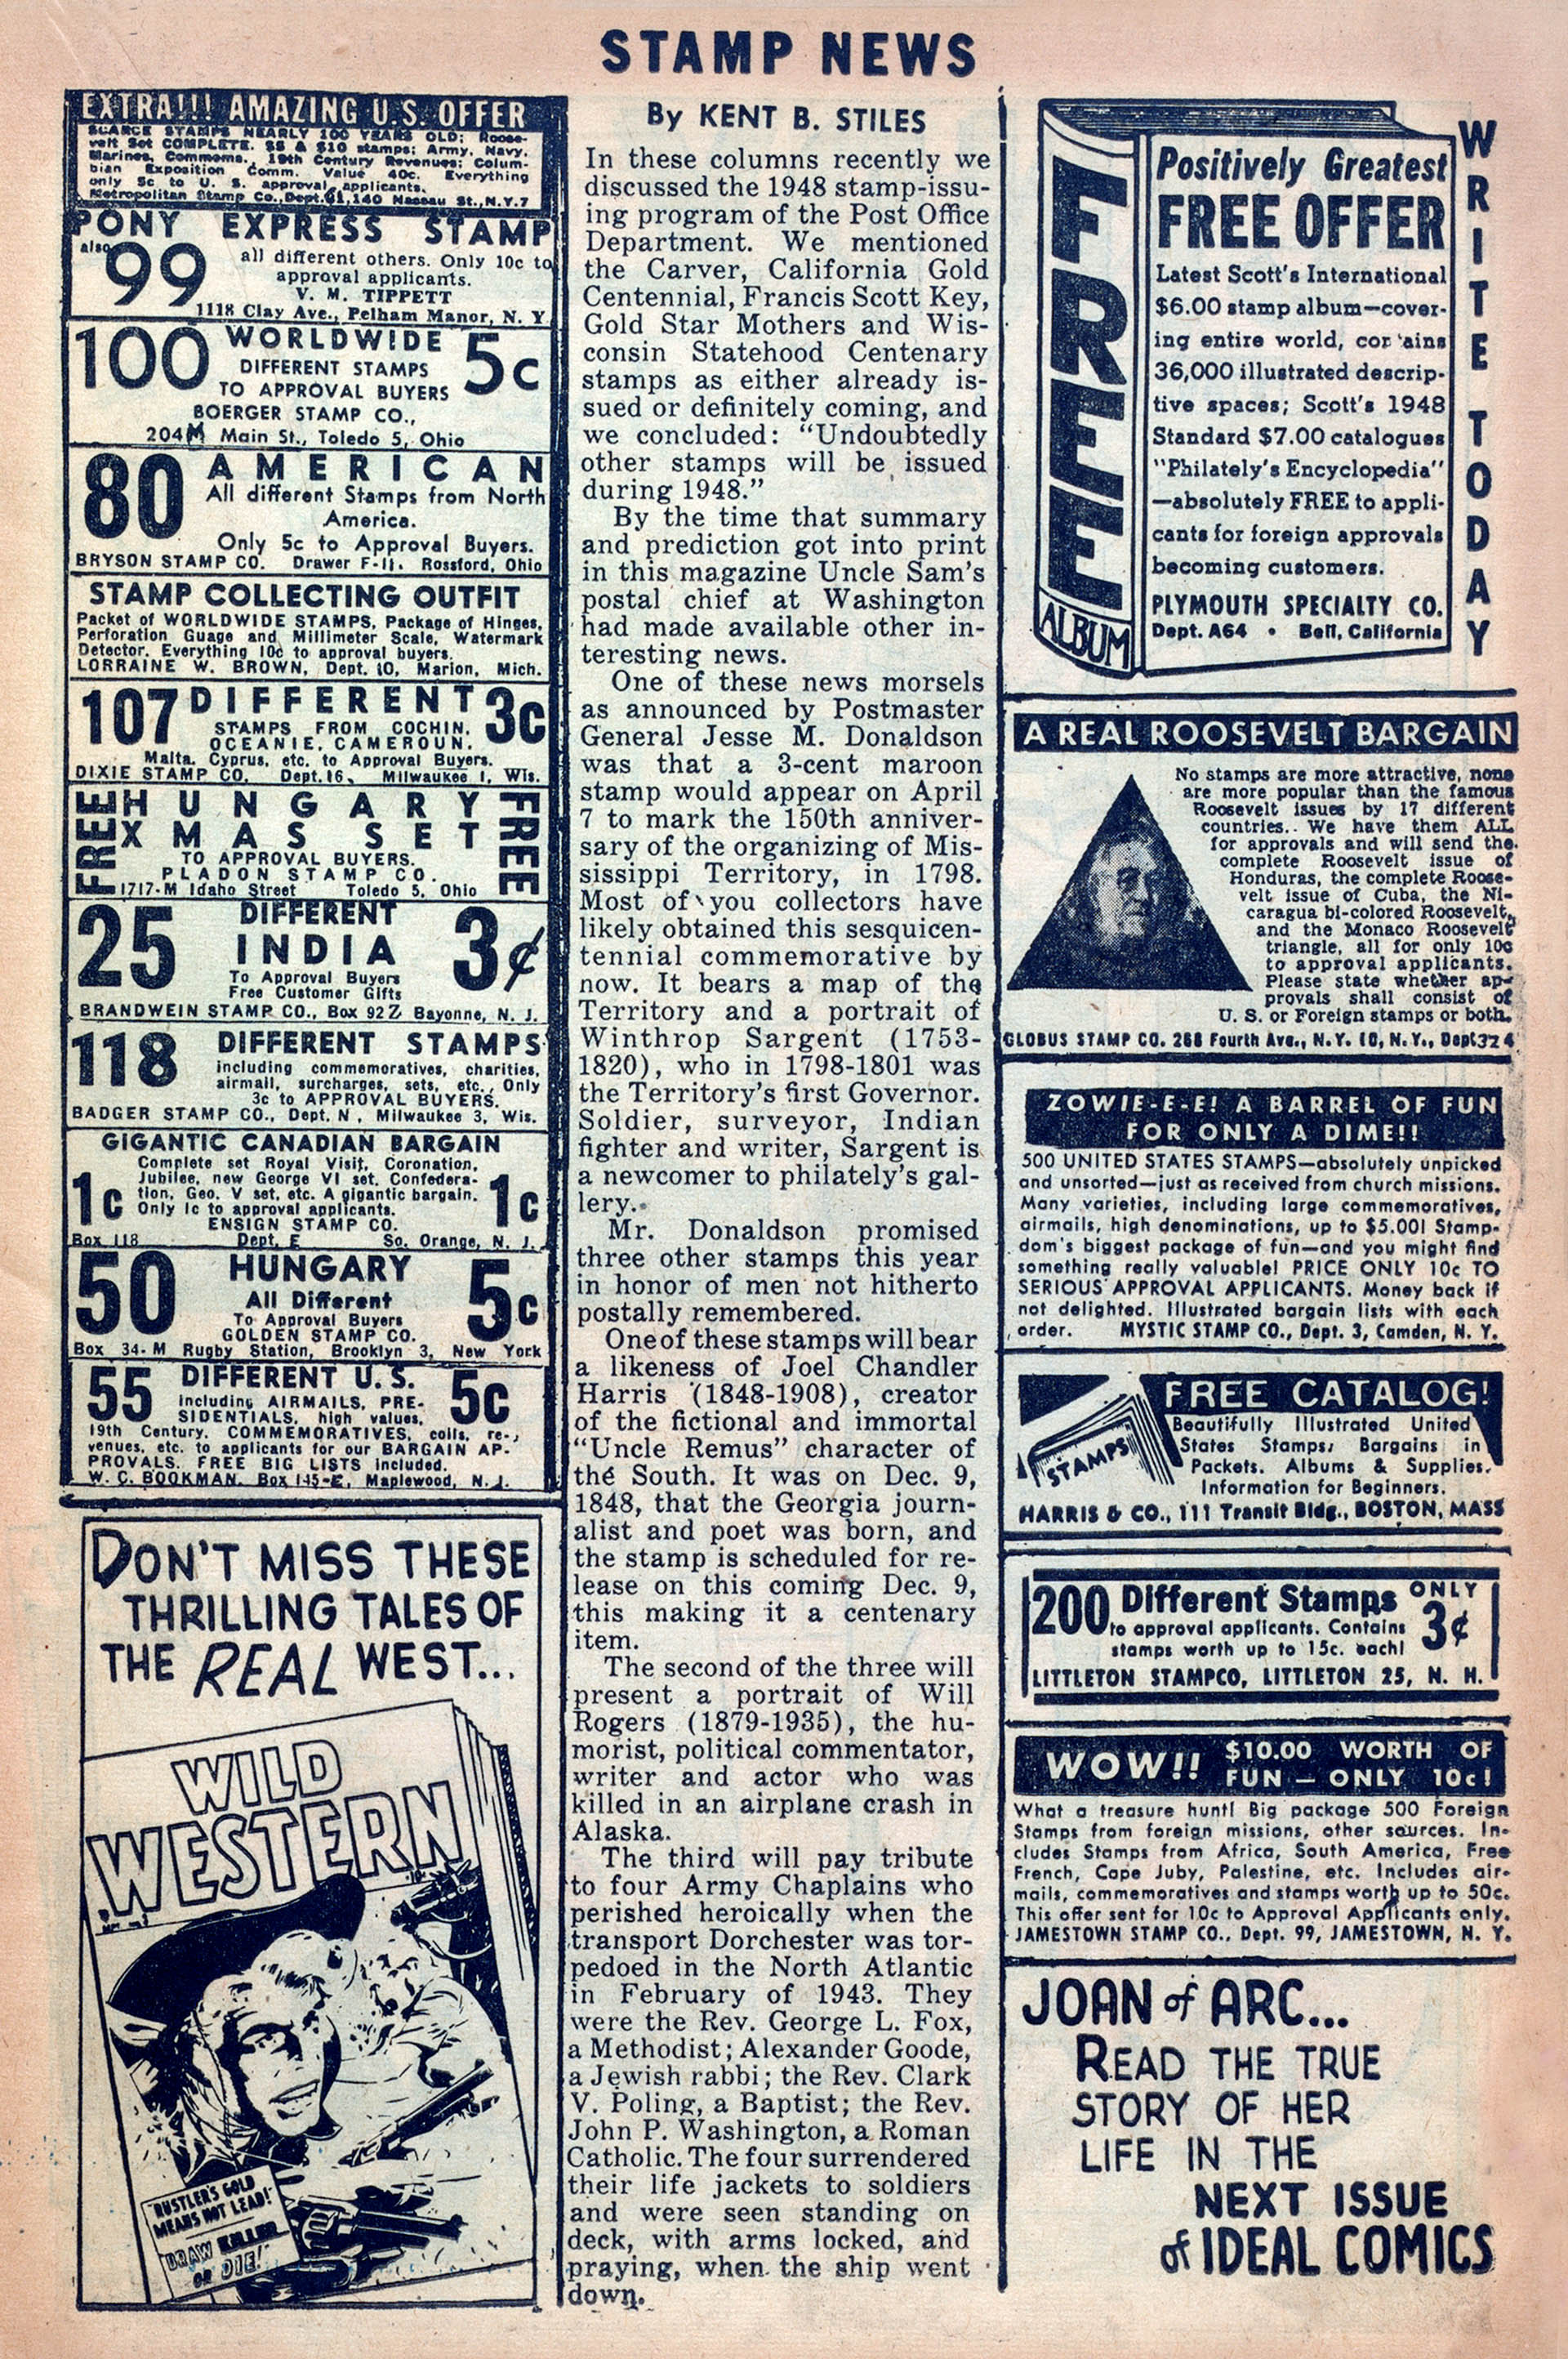 STAMP NEWS
EXTRA!!! AMAZING U.S. OFFER
SCARCE STAMPS NEARLY 100 YEARS OLD; Roose-
velt Set COMPLETE. $5 & $10 stamps; Army, Navy,
Marines, Commems., 19th Century Revenues; Colum-
bian Exposition Comm. Value 40c. Everything
only 5c to U. S. approval applicants.
Metropolitan Stamp Co., Dept. 61, 140 Nassau St., N.Y. 7
PONY EXPRESS STAMP
also 99 all different others. Only 10c to
approval applicants.
V. M. TIPPETT
1118 Clay Ave., Pelham Manor, N. Y.
100 WORLDWIDE 5c
DIFFERENT STAMPS
TO APPROVAL BUYERS
BOERGER STAMP CO.,
204M Main St., Toledo 5, Ohio
80 AMERICAN
All different Stamps from North
America.
Only 5c to Approval Buyers.
BRYSON STAMP CO. Drawer F-11. Rossford, Ohio
STAMP COLLECTING OUTFIT
Packet of WORLDWIDE STAMPS, Package of Hinges,
Perforation Guage and Millimeter Scale, Watermark
Detector. Everything 10c to approval buyers.
LORRAINE W. BROWN, Dept. 10, Marion, Mich.
107 DIFFERENT 3c
STAMPS FROM COCHIN,
OCEANIE, CAMEROUN,
Malta, Cyprus, etc. to Approval Buyers.
DIXIE STAMP CO. Dept. 16, Milwaukee 1, Wis.
FREE HUNGARY FREE
XMAS SET
TO APPROVAL BUYERS.
PLADON STAMP CO.
1717-M Idaho Street Toledo 5, Ohio
25 DIFFERENT 3¢
INDIA
To Approval Buyers
Free Customer Gifts
BRANDWEIN STAMP CO., Box 92Z Bayonne, N. J.
118 DIFFERENT STAMPS
including commemoratives, charities,
airmail, surcharges, sets, etc., Only
3c to APPROVAL BUYERS.
BADGER STAMP CO., Dept. N, Milwaukee 3, Wis.
GIGANTIC CANADIAN BARGAIN
1c Complete set Royal Visit, Coronation, 1c
Jubilee, new George VI set, Confedera-
tion, Geo. V set, etc. A gigantic bargain.
Only 1c to approval applicants.
ENSIGN STAMP CO.
Box 118 Dept. E So. Orange, N. J.
50 HUNGARY 5c
All Different
To Approval Buyers
GOLDEN STAMP CO.
Box 34-M Rugby Station, Brooklyn 3, New York
55 DIFFERENT U.S. 5c
including AIRMAILS, PRE-
SIDENTIALS, high values,
19th Century, COMMEMORATIVES, coils, re-
venues, etc. to applicants for our BARGAIN AP-
PROVALS. FREE BIG LISTS included.
W. C. BOOKMAN, Box 145-E, Maplewood, N. J.
DON'T MISS THESE
THRILLING TALES OF
THE REAL WEST...
WILD
WESTERN
"RUSTLER'S GOLD
MEANS HOT LEAD!"
"DRAW KILLER
OR DIE!"
By KENT B. STILES
In these columns recently we
discussed the 1948 stamp-issu-
ing program of the Post Office
Department. We mentioned
the Carver, California Gold
Centennial, Francis Scott Key,
Gold Star Mothers and Wis-
consin Statehood Centenary
stamps as either already is-
sued or definitely coming, and
we concluded: "Undoubtedly
other stamps will be issued
during 1948."
By the time that summary
and prediction got into print
in this magazine Uncle Sam's
postal chief at Washington
had made available other in-
teresting news.
One of these news morsels
as announced by Postmaster
General Jesse M. Donaldson
was that a 3-cent maroon
stamp would appear on April
7 to mark the 150th anniver-
sary of the organizing of Mis-
sissippi Territory, in 1798.
Most of you collectors have
likely obtained this sesquicen-
tennial commemorative by
now. It bears a map of the
Territory and a portrait of
Winthrop Sargent (1753-
1820), who in 1798-1801 was
the Territory's first Governor.
Soldier, surveyor, Indian
fighter and writer, Sargent is
a newcomer to philately's gal-
lery.
Mr. Donaldson promised
three other stamps this year
in honor of men not hitherto
postally remembered.
One of these stamps will bear
a likeness of Joel Chandler
Harris (1848-1908), creator
of the fictional and immortal
"Uncle Remus" character of
the South. It was on Dec. 9,
1848, that the Georgia journ-
alist and poet was born, and
the stamp is scheduled for re-
lease on this coming Dec. 9,
this making it a centenary
item.
The second of the three will
present a portrait of Will
Rogers (1879-1935), the hu-
morist, political commentator,
writer and actor who was
killed in an airplane crash in
Alaska.
The third will pay tribute
to four Army Chaplains who
perished heroically when the
transport Dorchester was tor-
pedoed in the North Atlantic
in February of 1943. They
were the Rev. George L. Fox,
a Methodist; Alexander Goode,
a Jewish rabbi; the Rev. Clark
V. Poling, a Baptist; the Rev.
John P. Washington, a Roman
Catholic. The four surrendered
their life jackets to soldiers
and were seen standing on
deck, with arms locked, and
praying, when the ship went
down.
FREE
ALBUM
Positively Greatest
FREE OFFER
Latest Scott's International
$6.00 stamp album—cover-
ing entire world, contains
36,000 illustrated descrip-
tive spaces; Scott's 1948
Standard $7.00 catalogues
"Philately's Encyclopedia"
—absolutely FREE to appli-
cants for foreign approvals
becoming customers.
PLYMOUTH SPECIALTY CO.
Dept. A64 • Bell, California
WRITE TODAY
A REAL ROOSEVELT BARGAIN
No stamps are more attractive, none
are more popular than the famous
Roosevelt issues by 17 different
countries. We have them ALL
for approvals and will send the
complete Roosevelt issue of
Honduras, the complete Roose-
velt issue of Cuba, the Ni-
caragua bi-colored Roosevelt,
and the Monaco Roosevelt
triangle, all for only 10c
to approval applicants.
Please state whether ap-
provals shall consist of
U. S. or Foreign stamps or both.
GLOBUS STAMP CO. 268 Fourth Ave., N.Y. 10, N.Y., Dept 324
ZOWIE-E-E! A BARREL OF FUN
FOR ONLY A DIME!!
500 UNITED STATES STAMPS—absolutely unpicked
and unsorted—just as received from church missions.
Many varieties, including large commemoratives,
airmails, high denominations, up to $5.00! Stamp-
dom's biggest package of fun—and you might find
something really valuable! PRICE ONLY 10c TO
SERIOUS APPROVAL APPLICANTS. Money back if
not delighted. Illustrated bargain lists with each
order. MYSTIC STAMP CO., Dept. 3, Camden, N. Y.
STAMPS
FREE CATALOG!
Beautifully Illustrated United
States Stamps, Bargains in
Packets. Albums & Supplies.
Information for Beginners.
HARRIS & CO., 111 Transit Bldg., BOSTON, MASS
200 Different Stamps ONLY 3¢
to approval applicants. Contains
stamps worth up to 15c. each!
LITTLETON STAMPCO, LITTLETON 25, N. H.
WOW!! $10.00 WORTH OF
FUN — ONLY 10c!
What a treasure hunt! Big package 500 Foreign
Stamps from foreign missions, other sources. In-
cludes Stamps from Africa, South America, Free
French, Cape Juby, Palestine, etc. Includes air-
mails, commemoratives and stamps worth up to 50c.
This offer sent for 10c to Approval Applicants only.
JAMESTOWN STAMP CO., Dept. 99, JAMESTOWN, N. Y.
JOAN of ARC...
READ THE TRUE
STORY OF HER
LIFE IN THE
NEXT ISSUE
of IDEAL COMICS